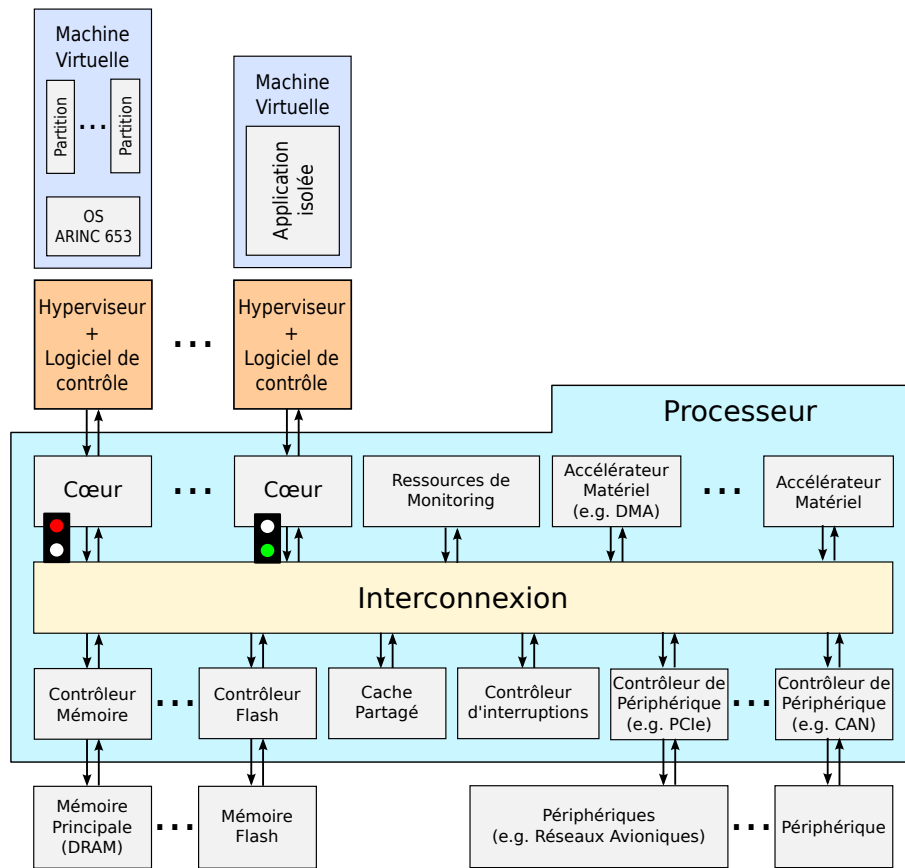 Machine
Virtuelle
Partition
...
Partition
OS
ARINC 653
Machine
Virtuelle
Application
isolée
Hyperviseur
+
Logiciel de
contrôle
...
Hyperviseur
+
Logiciel de
contrôle
Processeur
Cœur
...
Cœur
Ressources de
Monitoring
Accélérateur
Matériel
(e.g. DMA)
...
Accélérateur
Matériel
Interconnexion
Contrôleur
Mémoire
...
Contrôleur
Flash
Cache
Partagé
Contrôleur
d'interruptions
Contrôleur de
Périphérique
(e.g. PCIe)
...
Contrôleur de
Périphérique
(e.g. CAN)
Mémoire
Principale
(DRAM)
...
Mémoire
Flash
Périphériques
(e.g. Réseaux Avioniques)
...
Périphérique